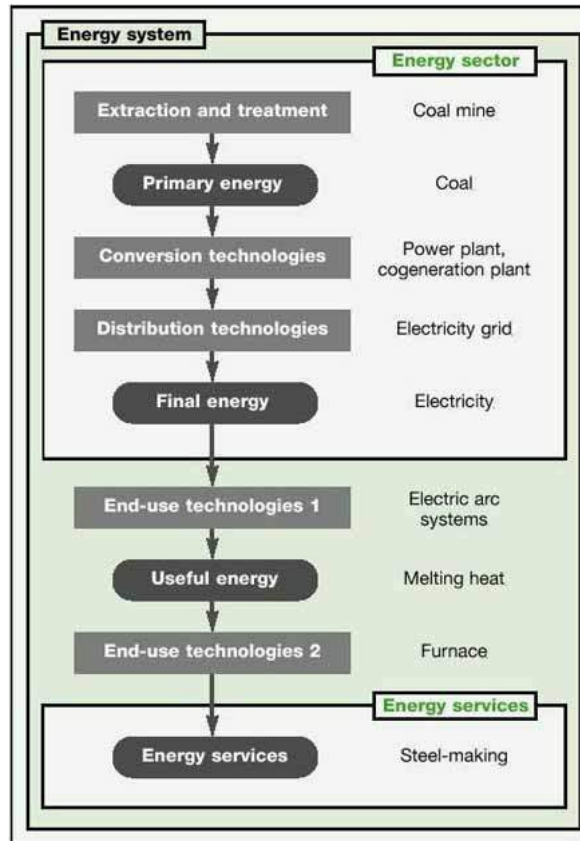 Energy system
Energy sector
Extraction and treatment
Coal mine
Primary energy
Coal
Conversion technologies
Power plant,
cogeneration plant
Distribution technologies
Electricity grid
Final energy
Electricity
End-use technologies 1
Electric arc
systems
Useful energy
Melting heat
End-use technologies 2
Furnace
Energy services
Energy services
Steel-making